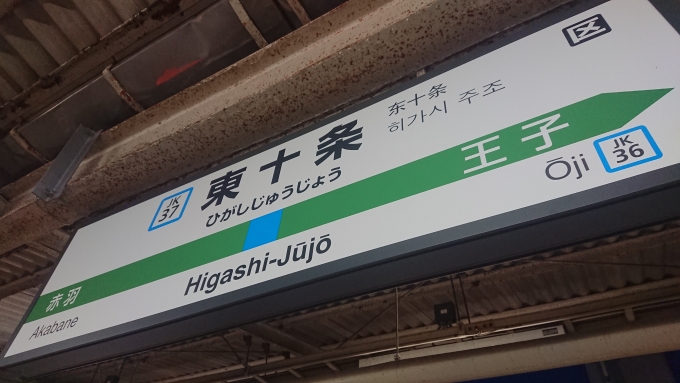 区
JK
37
東十条
东十条
히가시 주조
ひがしじゅうじょう
王子
Ōji
JK
36
赤羽
Akabane
Higashi-Jūjō